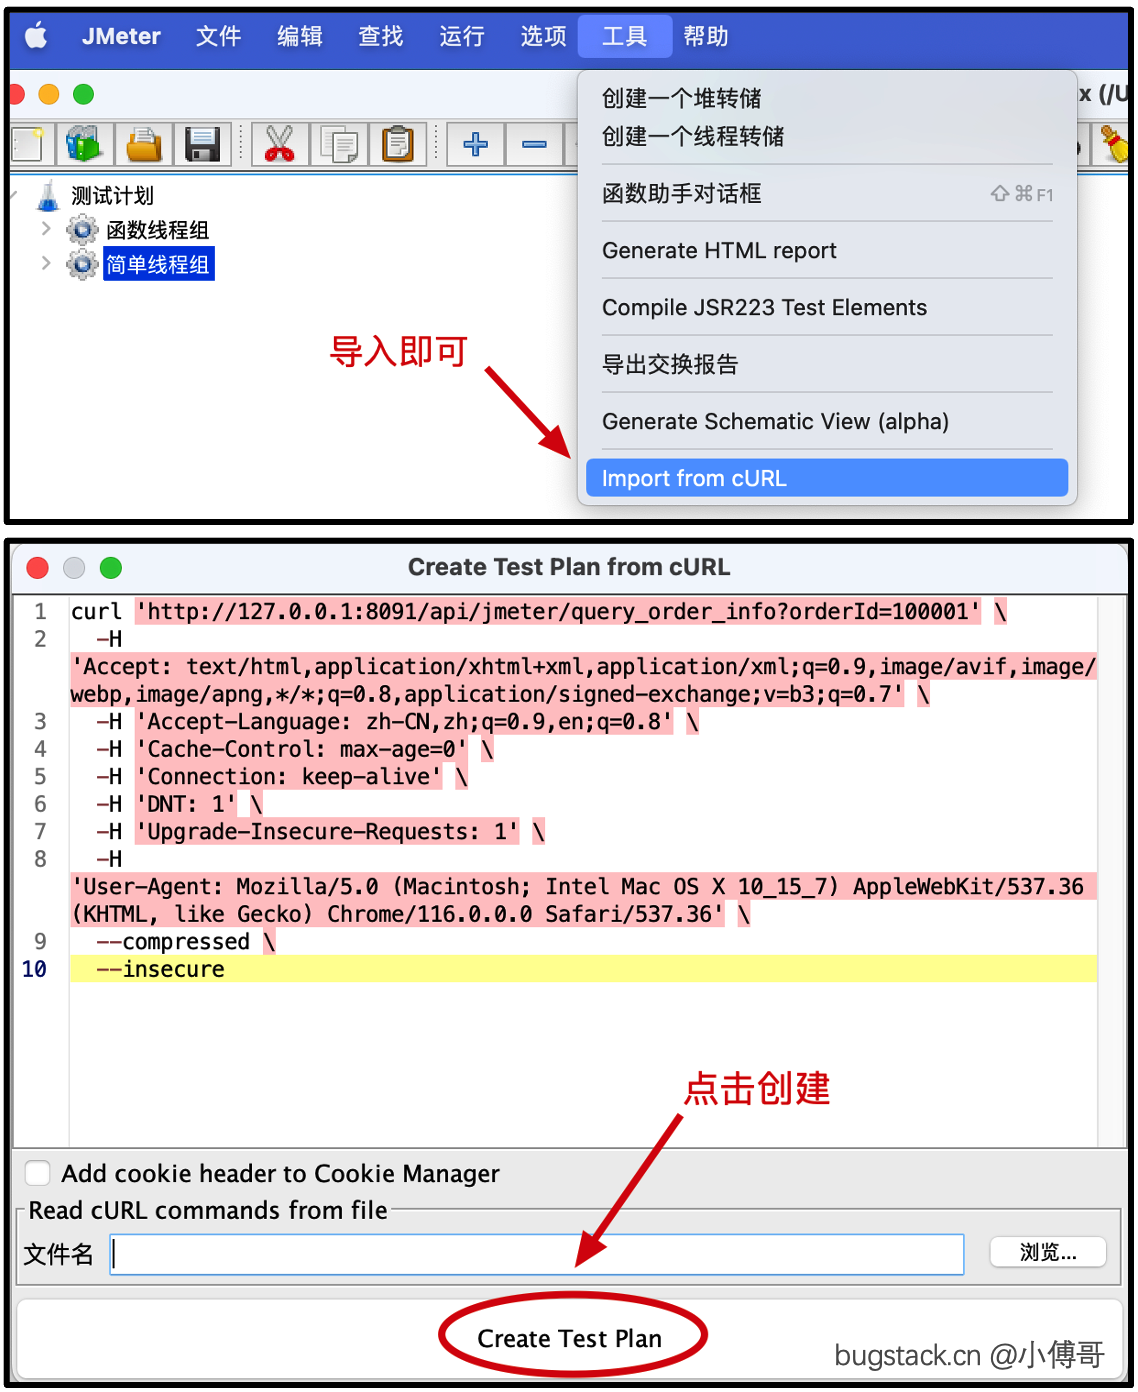 JMeter 文件 编辑 查找 运行 选项 工具 帮助
x (/U
创建一个堆转储
创建一个线程转储
函数助手对话框 ⇧⌘F1
Generate HTML report
Compile JSR223 Test Elements
导出交换报告
Generate Schematic View (alpha)
Import from cURL
测试计划
函数线程组
简单线程组
导入即可
Create Test Plan from cURL
1 curl 'http://127.0.0.1:8091/api/jmeter/query_order_info?orderId=100001' \
2 -H
'Accept: text/html,application/xhtml+xml,application/xml;q=0.9,image/avif,image/
webp,image/apng,*/*;q=0.8,application/signed-exchange;v=b3;q=0.7' \
3 -H 'Accept-Language: zh-CN,zh;q=0.9,en;q=0.8' \
4 -H 'Cache-Control: max-age=0' \
5 -H 'Connection: keep-alive' \
6 -H 'DNT: 1' \
7 -H 'Upgrade-Insecure-Requests: 1' \
8 -H
'User-Agent: Mozilla/5.0 (Macintosh; Intel Mac OS X 10_15_7) AppleWebKit/537.36
(KHTML, like Gecko) Chrome/116.0.0.0 Safari/537.36' \
9 --compressed \
10 --insecure
点击创建
Add cookie header to Cookie Manager
Read cURL commands from file
文件名 浏览...
Create Test Plan
bugstack.cn @小傅哥